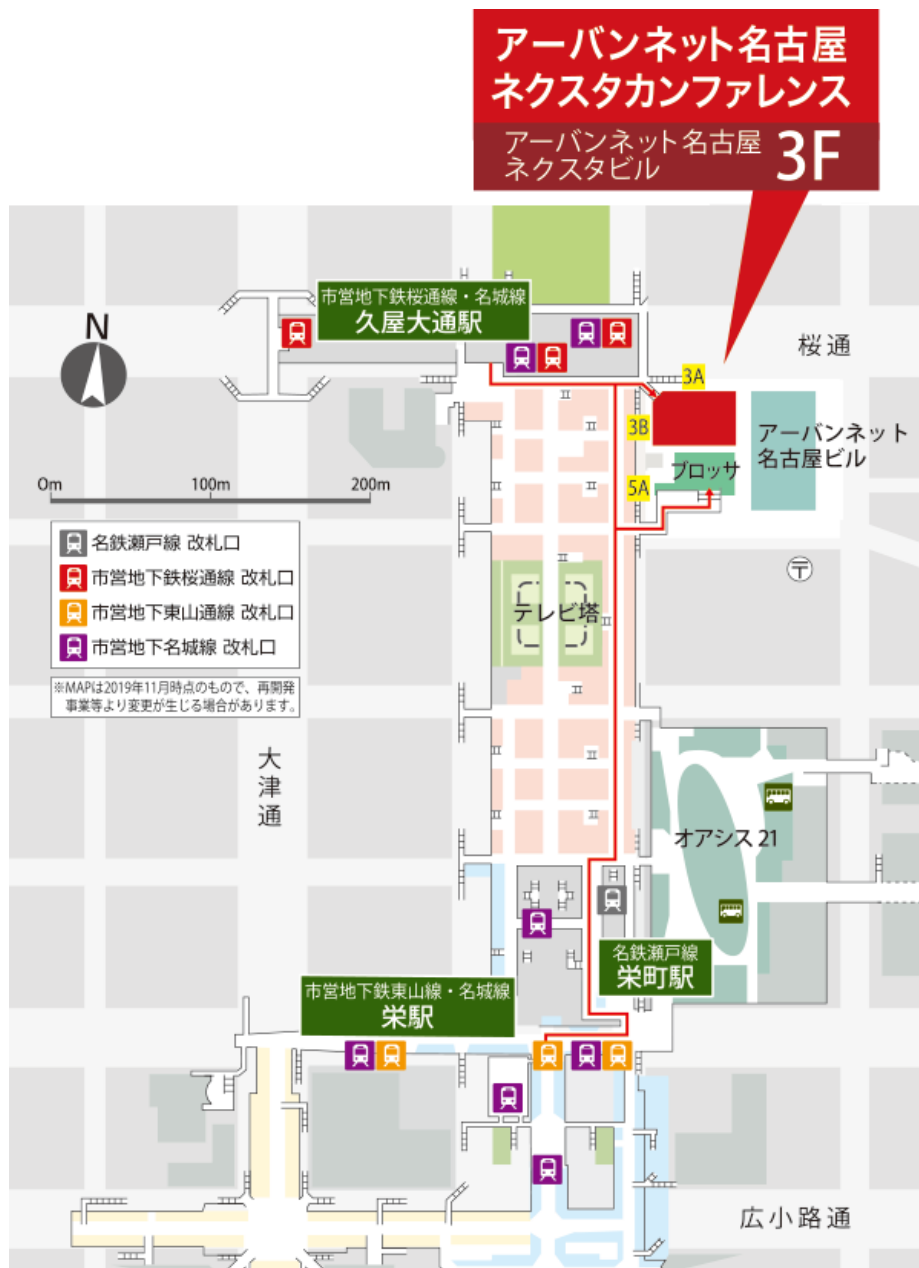 アーバンネット名古屋
ネクスタカンファレンス
アーバンネット名古屋
ネクスタビル
3F
市営地下鉄桜通線・名城線
久屋大通駅
N
桜通
3A
3B
アーバンネット
名古屋ビル
ブロッサ
5A
0m
100m
200m
名鉄瀬戸線 改札口
市営地下鉄桜通線 改札口
市営地下東山通線 改札口
市営地下名城線 改札口
※MAPは2019年11月時点のもので、再開発
事業等より変更が生じる場合があります。
〒
テレビ塔
大津通
オアシス21
名鉄瀬戸線
栄町駅
市営地下鉄東山線・名城線
栄駅
広小路通